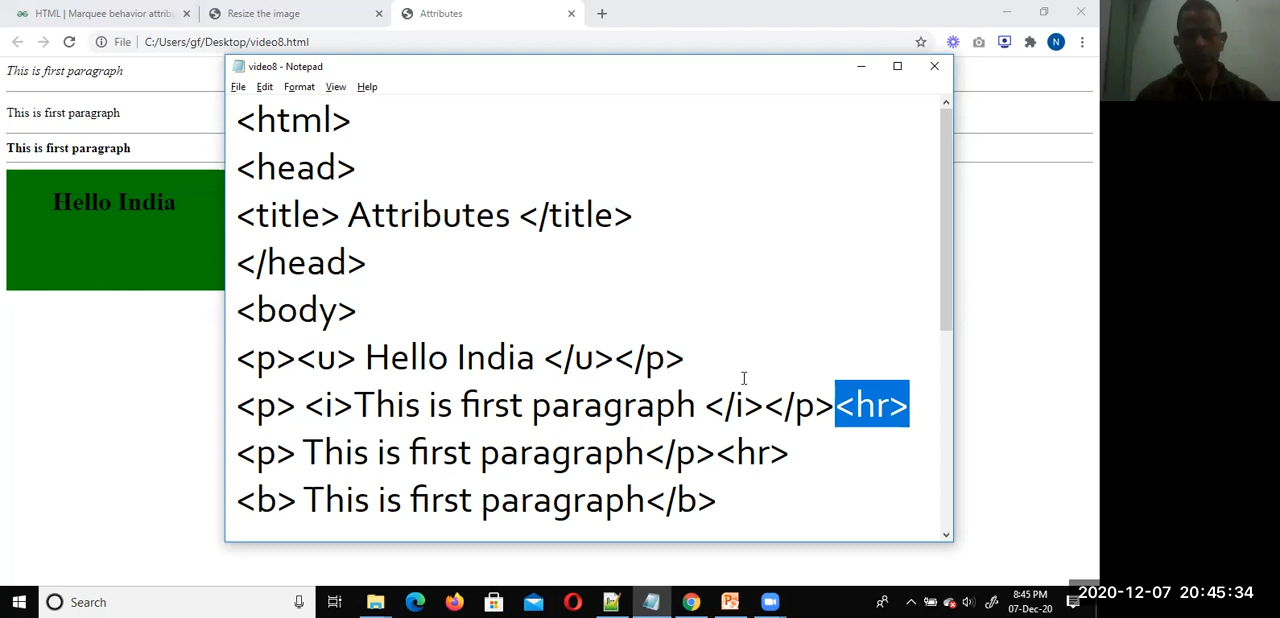 HTML | Marquee behavior attrib
Resize the image
Attributes
File
C:/Users/gf/Desktop/video8.html
N
This is first paragraph
This is first paragraph
This is first paragraph
Hello India
video8 - Notepad
File Edit Format View Help
<html>
<head>
<title> Attributes </title>
</head>
<body>
<p><u> Hello India </u></p>
<p> <i>This is first paragraph </i></p><hr>
<p> This is first paragraph</p><hr>
<b> This is first paragraph</b>
Search
8:45 PM
07-Dec-20
2020-12-07 20:45:34